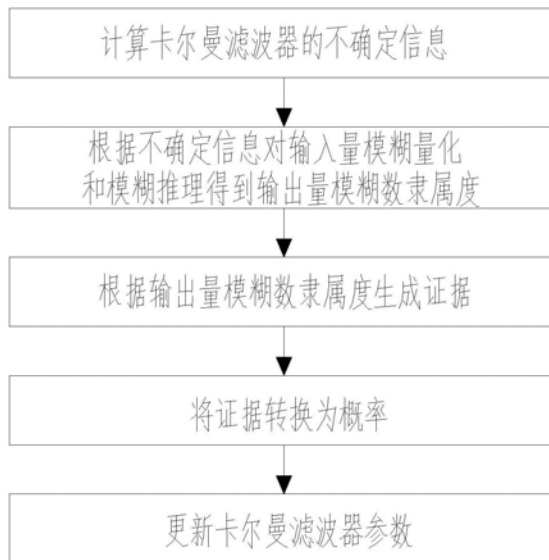 计算卡尔曼滤波器的不确定信息
根据不确定信息对输入量模糊量化
和模糊推理得到输出量模糊数隶属度
根据输出量模糊数隶属度生成证据
将证据转换为概率
更新卡尔曼滤波器参数